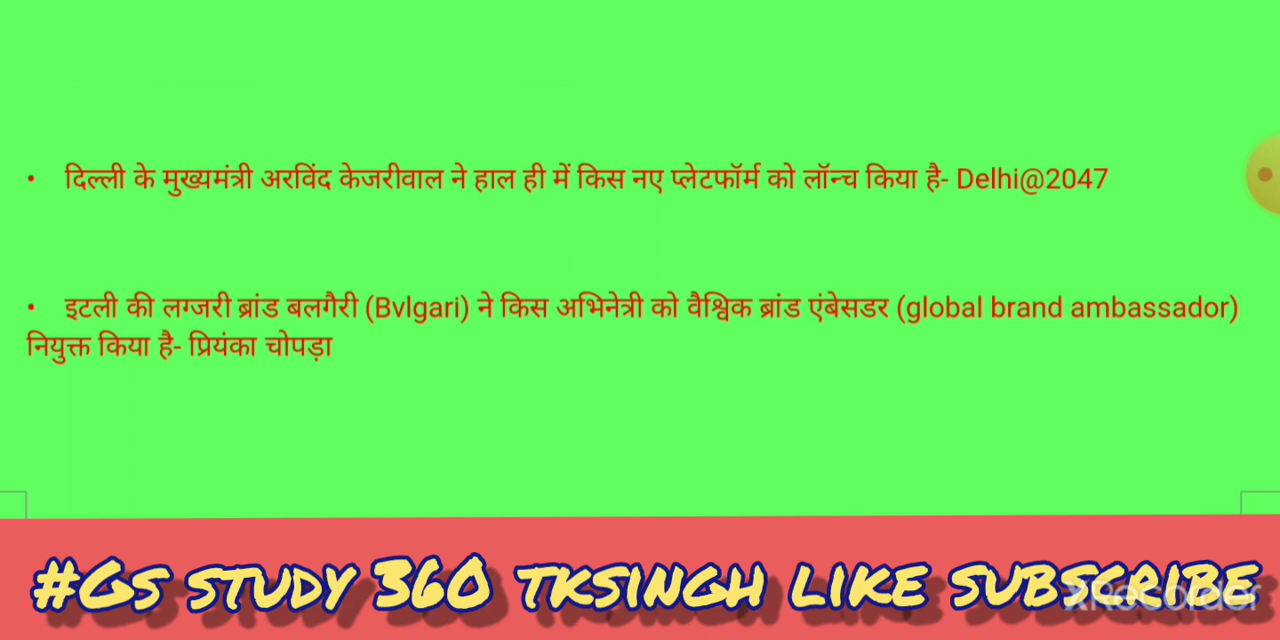 • दिल्ली के मुख्यमंत्री अरविंद केजरीवाल ने हाल ही में किस नए प्लेटफॉर्म को लॉन्च किया है- Delhi@2047
• इटली की लग्जरी ब्रांड बलगैरी (Bvlgari) ने किस अभिनेत्री को वैश्विक ब्रांड एंबेसडर (global brand ambassador)
नियुक्त किया है- प्रियंका चोपड़ा
#Gs STUDY 360 TKSINGH LIKE SUBSCRIBE
XRecorder